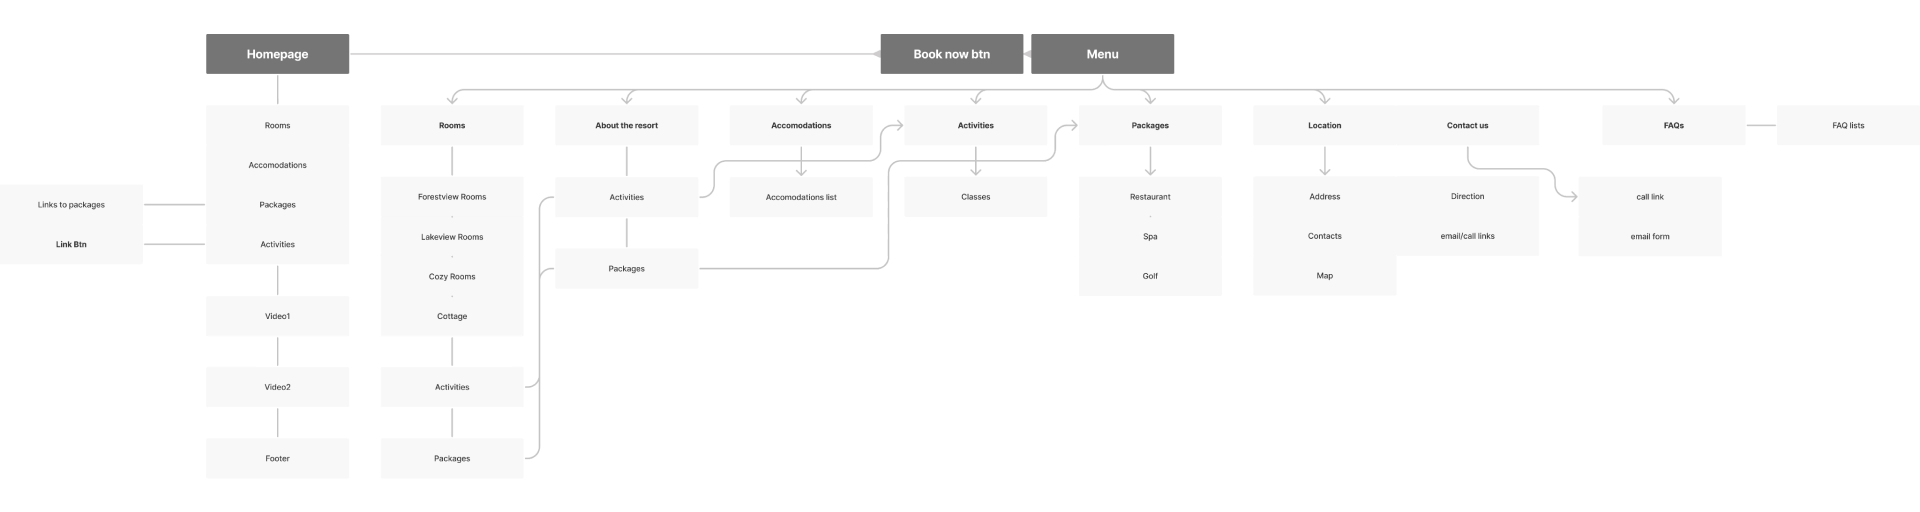 Homepage
Book now btn
Menu
Rooms
Accomodations
Packages
Activities
Links to packages
Link Btn
Video1
Video2
Footer
Rooms
Forestview Rooms
.
Lakeview Rooms
.
Cozy Rooms
.
Cottage
Activities
Packages
About the resort
Activities
Packages
Accomodations
Accomodations list
Activities
Classes
Packages
Restaurant
.
Spa
Golf
Location
Address
Contacts
Map
Contact us
Direction
email/call links
call link
email form
FAQs
FAQ lists